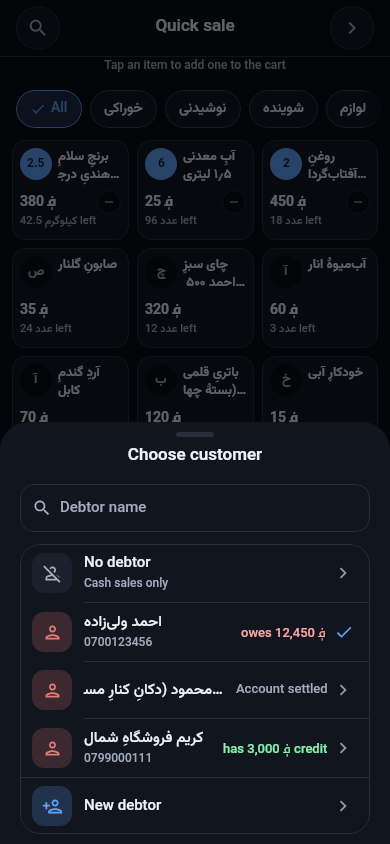 Quick sale
Tap an item to add one to the cart
All
خوراکی
نوشیدنی
شوینده
لوازم
2.5
برنج سلام
هندیِ درج…
380 ؋
42.5 کیلوگرم left
6
آب معدنی
۱٫۵ لیتری
25 ؋
96 عدد left
2
روغنِ
آفتاب‌گردا…
450 ؋
18 عدد left
ص
صابونِ گلنار
35 ؋
24 عدد left
چ
چای سبزِ
احمد ۵۰۰…
320 ؋
12 عدد left
آ
آب‌میوهٔ انار
60 ؋
3 عدد left
آ
آردِ گندمِ
کابل
70 ؋
ب
باتریِ قلمی
(بستهٔ چها…
120 ؋
خ
خودکارِ آبی
15 ؋
Choose customer
Debtor name
No debtor
Cash sales only
احمد ولی‌زاده
0700123456
owes 12,450 ؋
محمود (دکانِ کنارِ مس…
Account settled
کریم فروشگاهِ شمال
0799000111
has 3,000 ؋ credit
New debtor